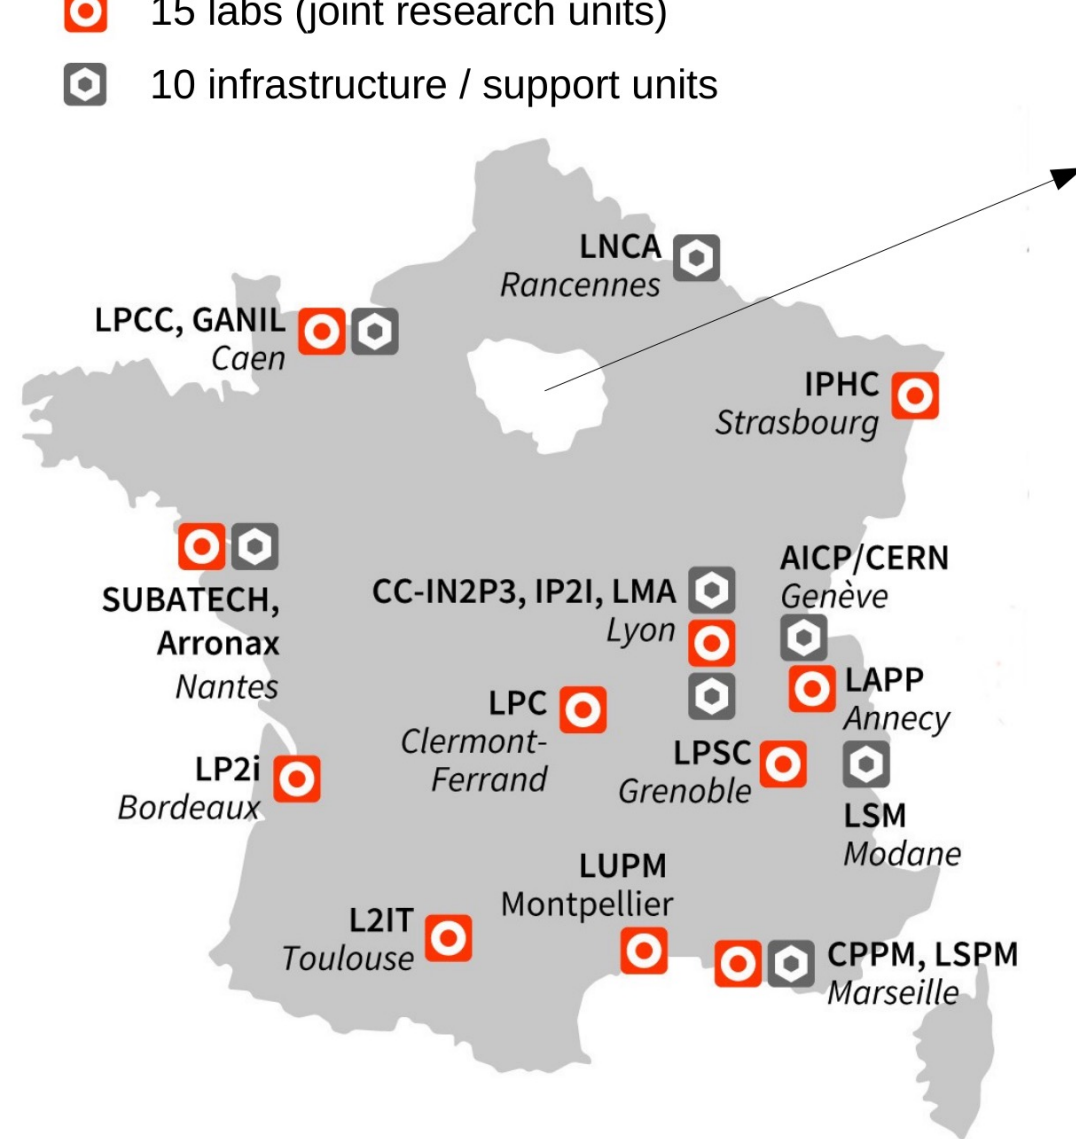 15 labs (joint research units)
10 infrastructure / support units
LNCA
Rancennes
LPCC, GANIL
Caen
IPHC
Strasbourg
AICP/CERN
Genève
CC-IN2P3, IP2I, LMA
Lyon
SUBATECH,
Arronax
Nantes
LAPP
Annecy
LPC
Clermont-
Ferrand
LPSC
Grenoble
LP2i
Bordeaux
LSM
Modane
LUPM
Montpellier
L2IT
Toulouse
CPPM, LSPM
Marseille